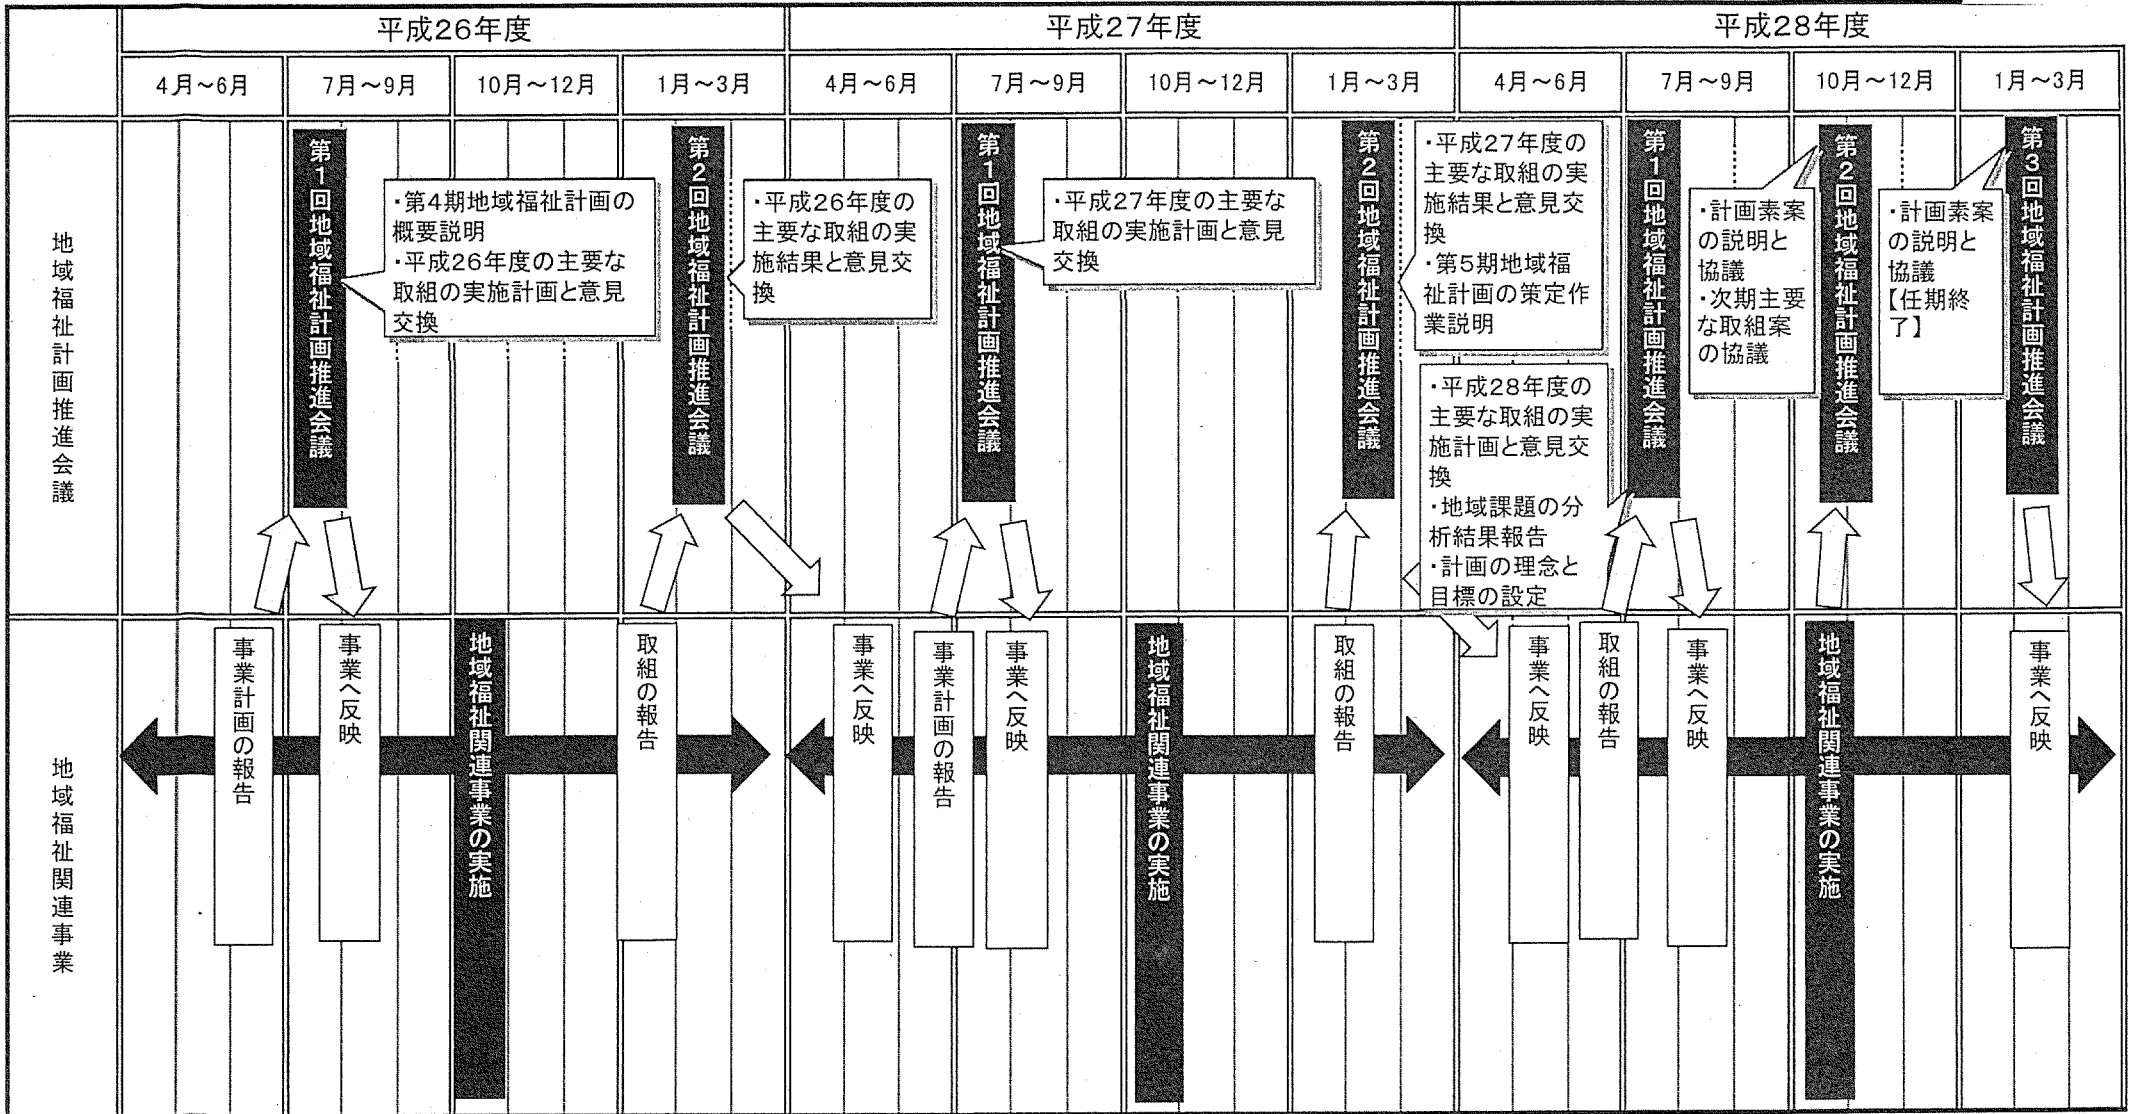 平成26年度
平成27年度
平成28年度
4月～6月
7月～9月
10月～12月
1月～3月
4月～6月
7月～9月
10月～12月
1月～3月
4月～6月
7月～9月
10月～12月
1月～3月
地域福祉計画推進会議
第1回地域福祉計画推進会議
・第4期地域福祉計画の
概要説明
・平成26年度の主要な
取組の実施計画と意見
交換
第2回地域福祉計画推進会議
・平成26年度の
主要な取組の実
施結果と意見交
換
第1回地域福祉計画推進会議
・平成27年度の主要な
取組の実施計画と意見
交換
第2回地域福祉計画推進会議
・平成27年度の
主要な取組の実
施結果と意見交
換
・第5期地域福
祉計画の策定作
業説明
・平成28年度の
主要な取組の実
施計画と意見交
換
・地域課題の分
析結果報告
・計画の理念と
目標の設定
第1回地域福祉計画推進会議
・計画素案
の説明と
協議
・次期主要
な取組案
の協議
第2回地域福祉計画推進会議
・計画素案
の説明と
協議
【任期終
了】
第3回地域福祉計画推進会議
地域福祉関連事業
事業計画の報告
事業へ反映
地域福祉関連事業の実施
取組の報告
事業へ反映
事業計画の報告
事業へ反映
地域福祉関連事業の実施
取組の報告
事業へ反映
取組の報告
事業へ反映
地域福祉関連事業の実施
事業へ反映